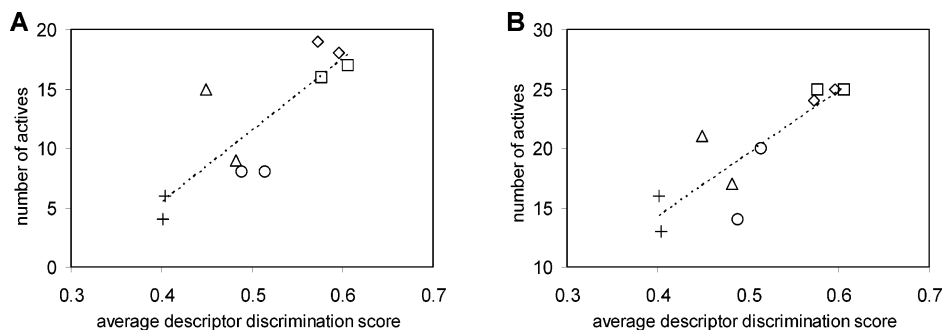 A
20
15
10
5
0
number of actives
0.3 0.4 0.5 0.6 0.7
average descriptor discrimination score
B
30
25
20
15
10
number of actives
0.3 0.4 0.5 0.6 0.7
average descriptor discrimination score